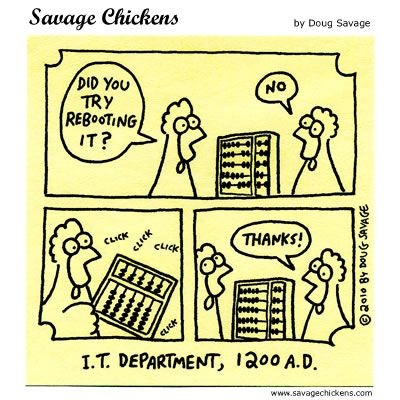 Savage Chickens
by Doug Savage
DID YOU
TRY
REBOOTING
IT?
NO
CLICK
CLICK
CLICK
CLICK
THANKS!
© 2010 BY DOUG SAVAGE
I.T. DEPARTMENT, 1200 A.D.
www.savagechickens.com